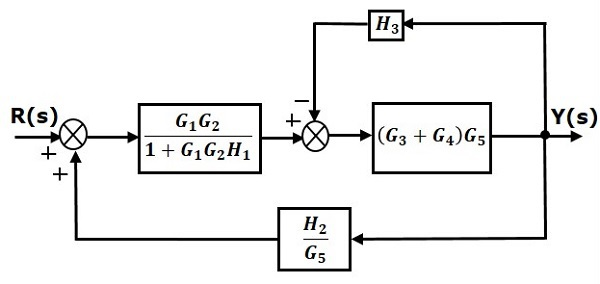 H₃
−
R(s)
G₁G₂
1 + G₁G₂H₁
+
(G₃ + G₄)G₅
Y(s)
+
+
H₂
G₅